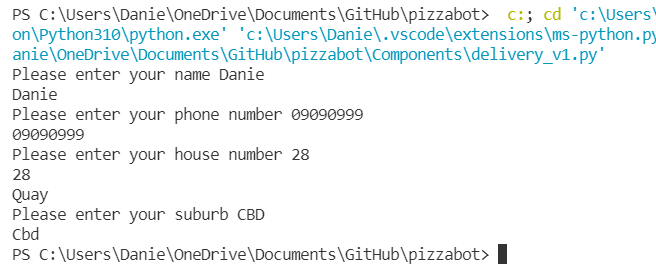 PS C:\Users\Danie\OneDrive\Documents\GitHub\pizzabot>  c:; cd 'c:\Users
on\Python310\python.exe' 'c:\Users\Danie\.vscode\extensions\ms-python.py
anie\OneDrive\Documents\GitHub\pizzabot\Components\delivery_v1.py'
Please enter your name Danie
Danie
Please enter your phone number 09090999
09090999
Please enter your house number 28
28
Quay
Please enter your suburb CBD
Cbd
PS C:\Users\Danie\OneDrive\Documents\GitHub\pizzabot>